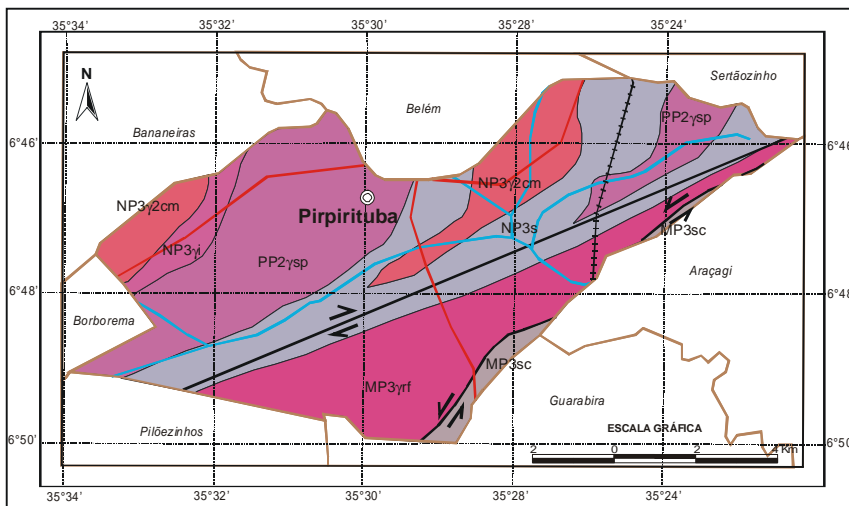 35°34' 35°32' 35°30' 35°28' 35°24'
N
Sertãozinho
Belém
PP2γsp
Bananeiras
6°46' 6°46'
NP3γ2cm NP3γ2cm
Pirpirituba
NP3s
MP3sc
NP3γi
PP2γsp
Araçagi
6°48' 6°48'
Borborema
MP3sc
MP3γrf
Guarabira
Pilõezinhos
ESCALA GRÁFICA
6°50' 6°50'
2 0 2 4 Km
35°34' 35°32' 35°30' 35°28' 35°24'